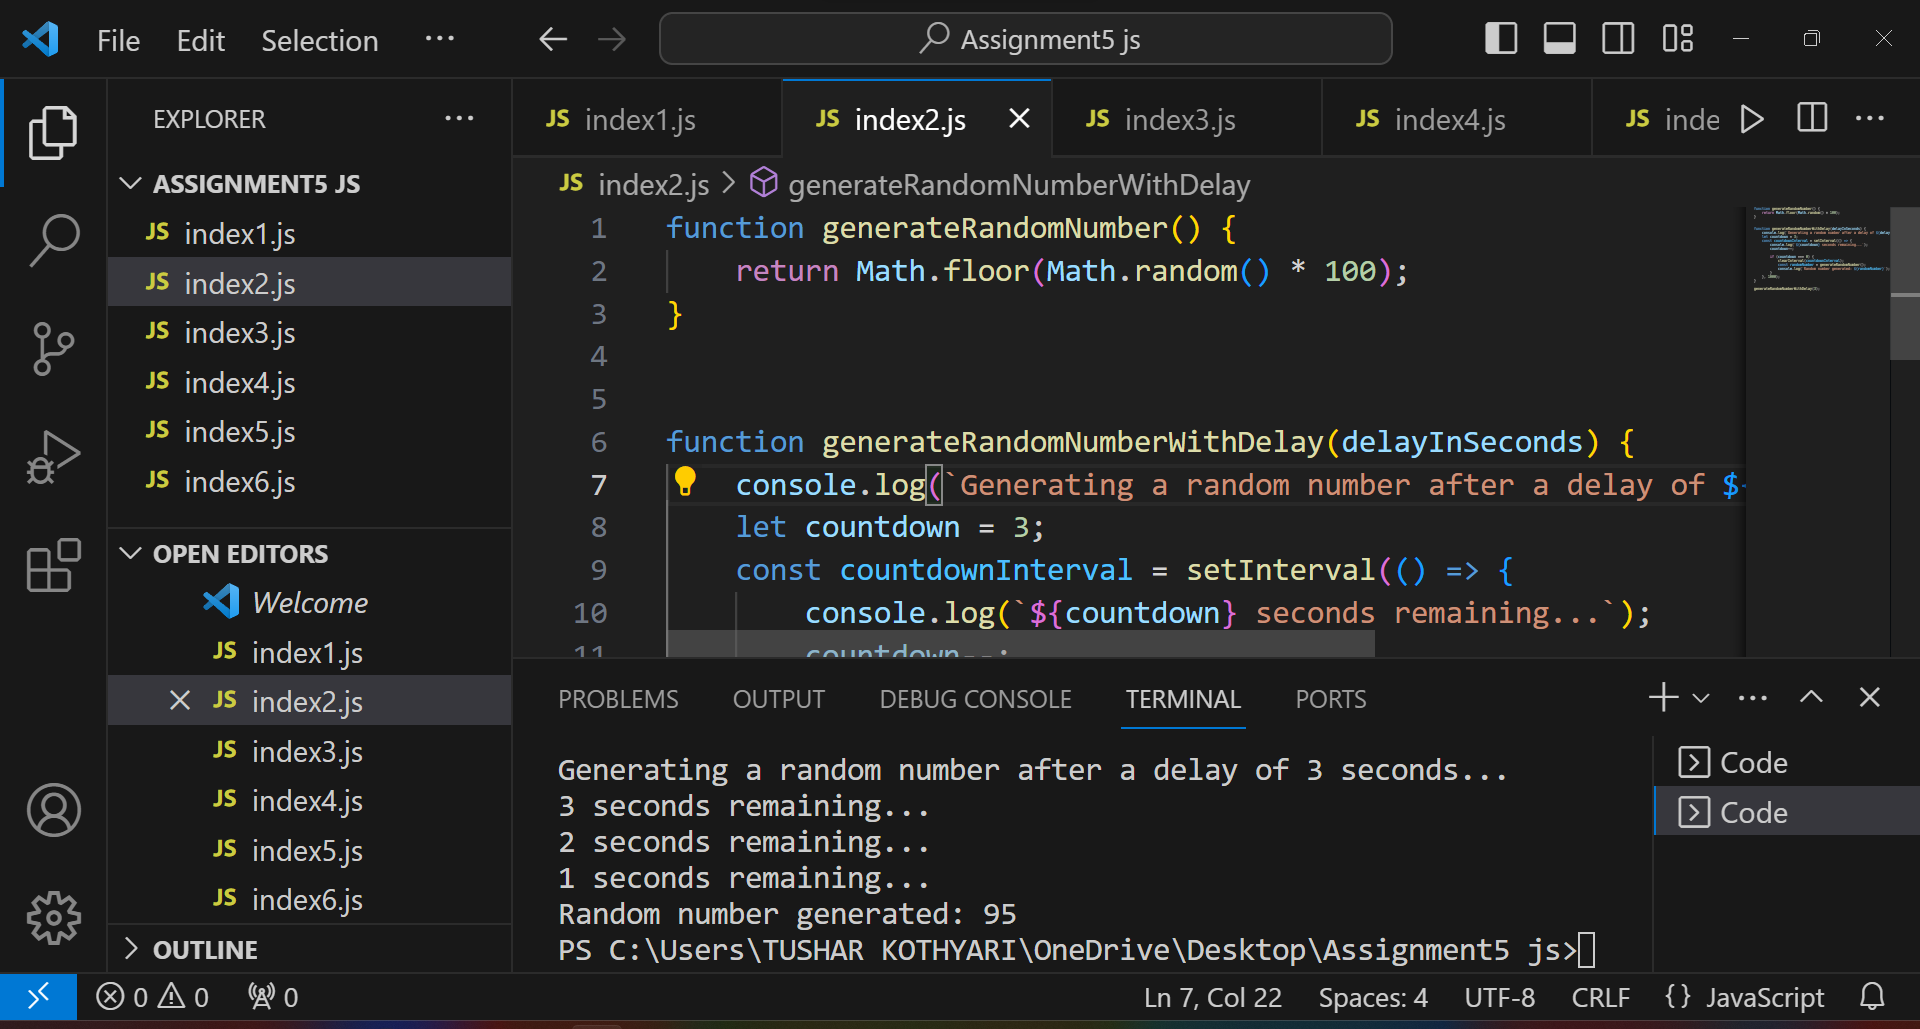 File Edit Selection ··· Assignment5 js
EXPLORER ···
ASSIGNMENT5 JS
JS index1.js
JS index2.js
JS index3.js
JS index4.js
JS index5.js
JS index6.js
OPEN EDITORS
Welcome
JS index1.js
JS index2.js
JS index3.js
JS index4.js
JS index5.js
JS index6.js
OUTLINE
JS index1.js JS index2.js JS index3.js JS index4.js JS inde
JS index2.js > generateRandomNumberWithDelay
1 function generateRandomNumber() {
2 return Math.floor(Math.random() * 100);
3 }
4
5
6 function generateRandomNumberWithDelay(delayInSeconds) {
7 console.log(`Generating a random number after a delay of $
8 let countdown = 3;
9 const countdownInterval = setInterval(() => {
10 console.log(`${countdown} seconds remaining...`);
11 countdown--;
PROBLEMS OUTPUT DEBUG CONSOLE TERMINAL PORTS
Generating a random number after a delay of 3 seconds...
3 seconds remaining...
2 seconds remaining...
1 seconds remaining...
Random number generated: 95
PS C:\Users\TUSHAR KOTHYARI\OneDrive\Desktop\Assignment5 js>
Code
Code
0 0 0 Ln 7, Col 22 Spaces: 4 UTF-8 CRLF {} JavaScript